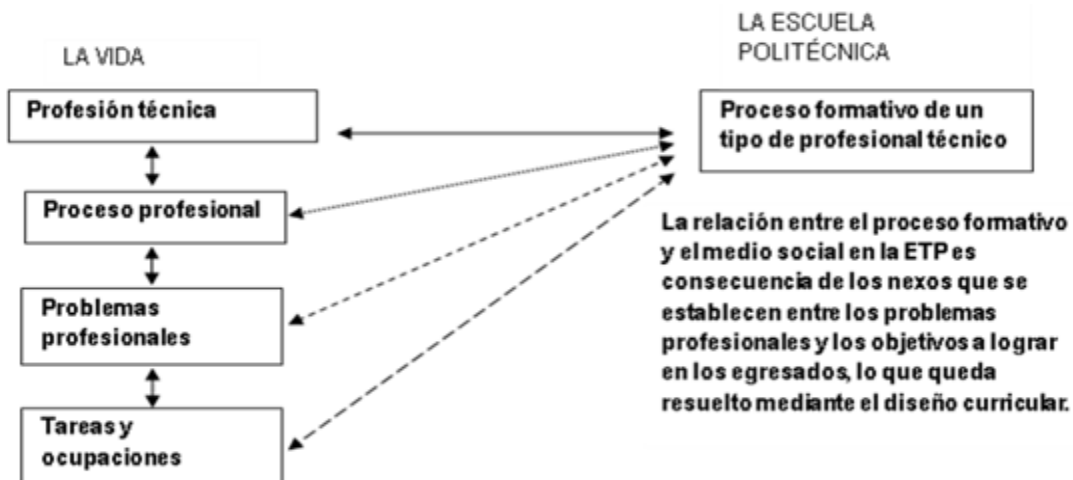 LA VIDA
Profesión técnica
Proceso profesional
Problemas
profesionales
Tareas y
ocupaciones
LA ESCUELA
POLITÉCNICA
Proceso formativo de un
tipo de profesional técnico
La relación entre el proceso formativo
y el medio social en la ETP es
consecuencia de los nexos que se
establecen entre los problemas
profesionales y los objetivos a lograr
en los egresados, lo que queda
resuelto mediante el diseño curricular.